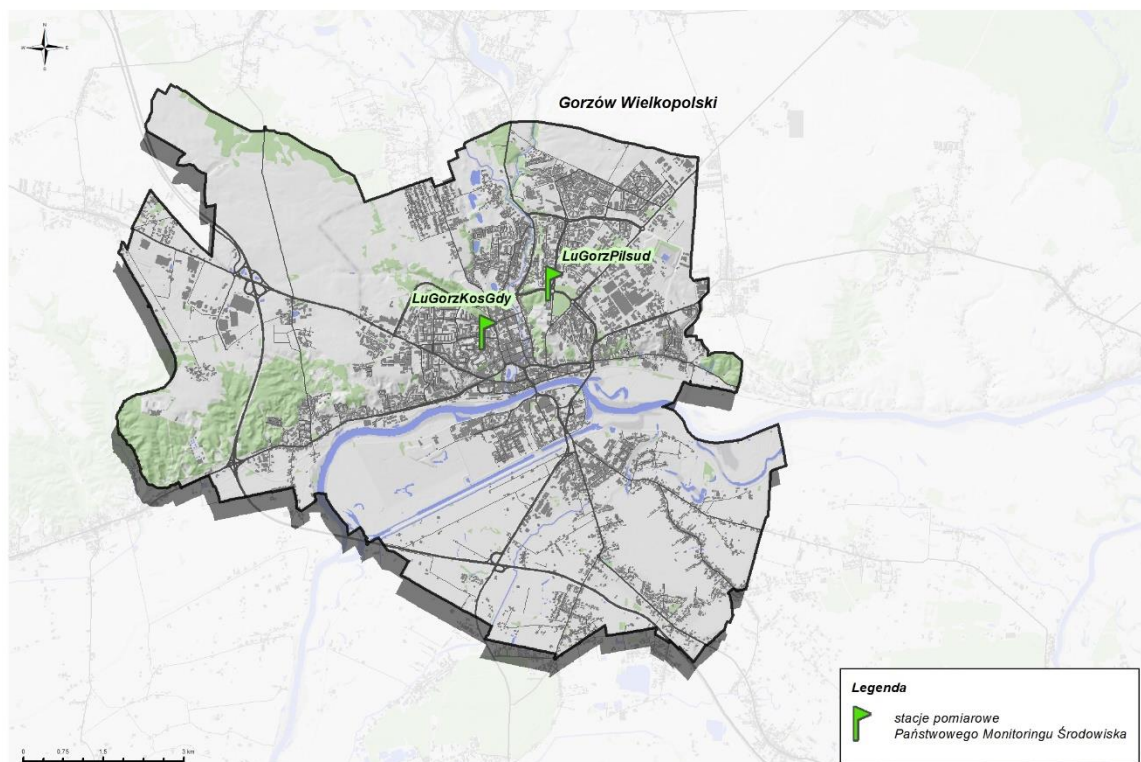 N
W E
S
Gorzów Wielkopolski
LuGorzPilsud
LuGorzKosGdy
Legenda
stacje pomiarowe
Państwowego Monitoringu Środowiska
0 0.75 1.5 3 km